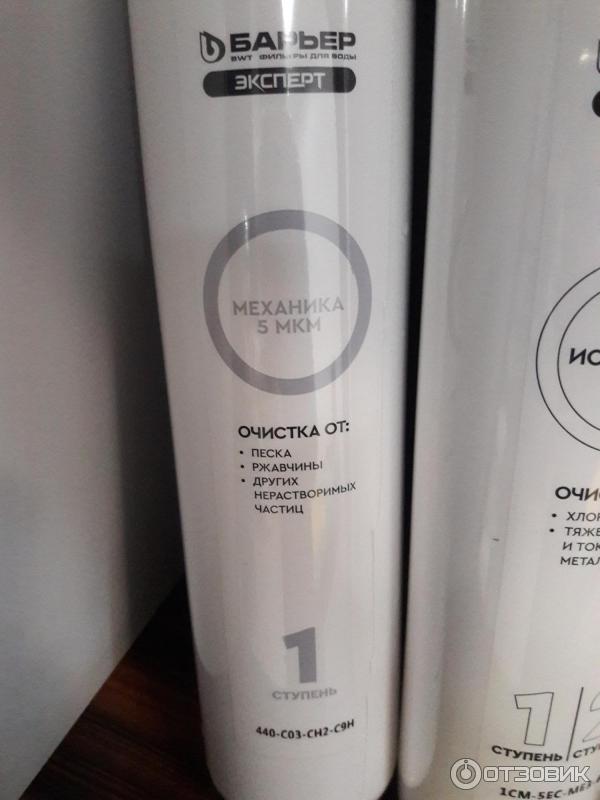 БАРЬЕР
BWT ФИЛЬТРЫ ДЛЯ ВОДЫ
ЭКСПЕРТ
МЕХАНИКА
5 МКМ
ОЧИСТКА ОТ:
• ПЕСКА
• РЖАВЧИНЫ
• ДРУГИХ
НЕРАСТВОРИМЫХ
ЧАСТИЦ
1
СТУПЕНЬ
440-C03-CH2-C9H
1
СТУПЕНЬ
ОТЗОВИК